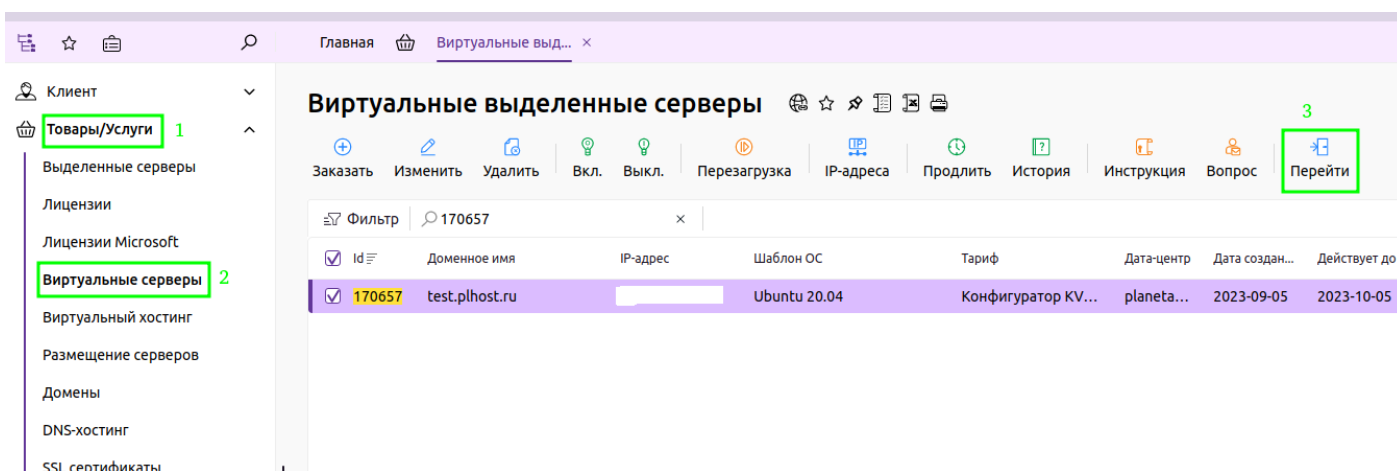 Главная Виртуальные выд... ×
Клиент
Товары/Услуги 1
Выделенные серверы
Лицензии
Лицензии Microsoft
Виртуальные серверы 2
Виртуальный хостинг
Размещение серверов
Домены
DNS-хостинг
SSL сертификаты
Виртуальные выделенные серверы
3
Заказать Изменить Удалить Вкл. Выкл. Перезагрузка IP-адреса Продлить История Инструкция Вопрос Перейти
Фильтр 170657 ×
Id Доменное имя IP-адрес Шаблон ОС Тариф Дата-центр Дата создан... Действует до
170657 test.plhost.ru Ubuntu 20.04 Конфигуратор KV... planeta... 2023-09-05 2023-10-05